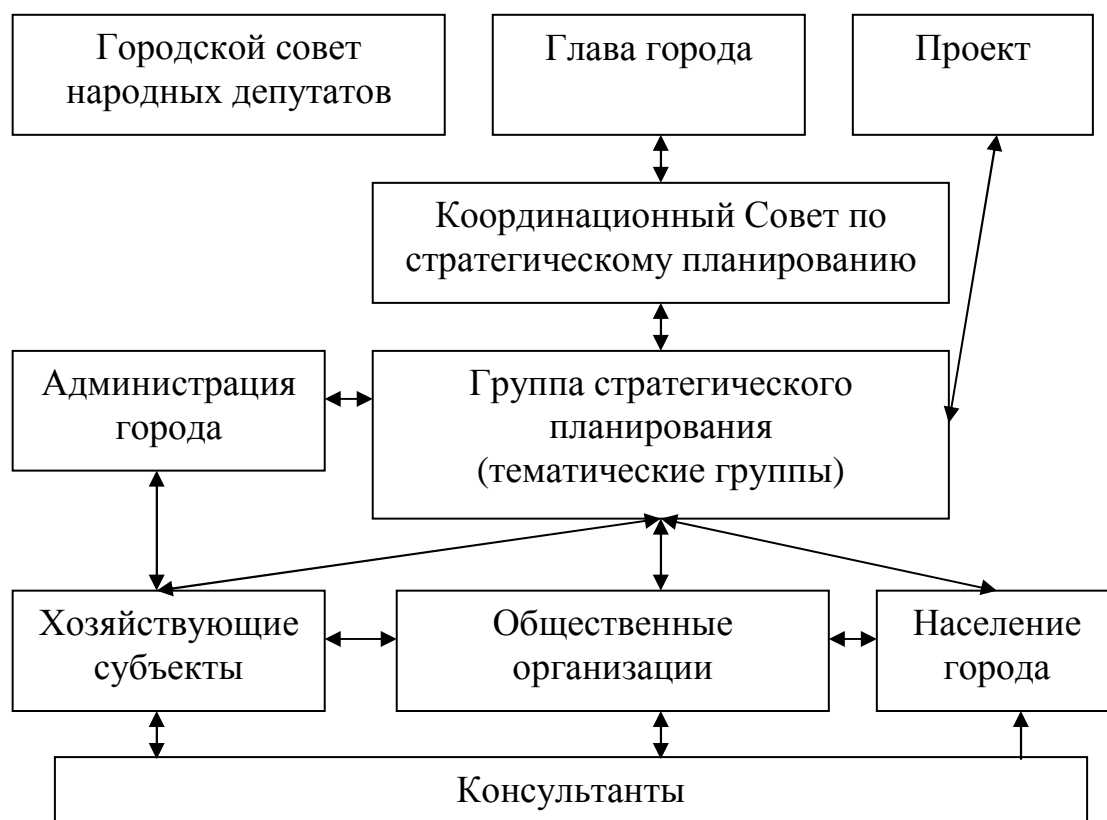 Городской совет
народных депутатов
Глава города
Проект
Координационный Совет по
стратегическому планированию
Администрация
города
Группа стратегического
планирования
(тематические группы)
Хозяйствующие
субъекты
Общественные
организации
Население
города
Консультанты